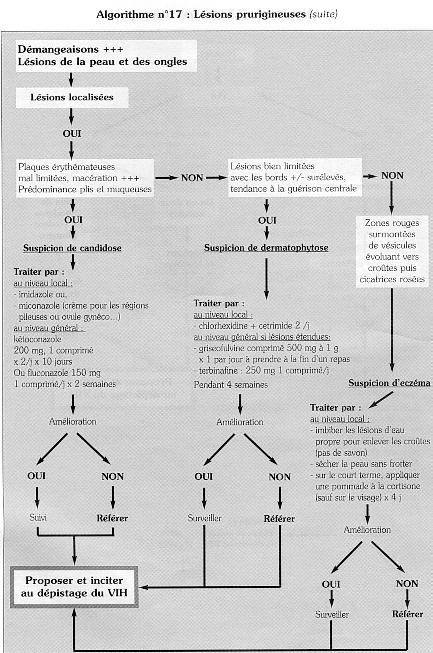 Algorithme n°17 : Lésions prurigineuses (suite)
Démangeaisons +++
Lésions de la peau et des ongles
Lésions localisées
OUI
Plaques érythémateuses
mal limitées, macération +++
Prédominance plis et muqueuses
NON
Lésions bien limitées
avec les bords +/- surélevés,
tendance à la guérison centrale
NON
OUI
OUI
Zones rouges
surmontées
de vésicules
évoluant vers
croûtes puis
cicatrices rosées
Suspicion de candidose
Suspicion de dermatophytose
Traiter par :
au niveau local :
- imidazole ou,
- miconazole (crème pour les régions
pileuses ou ovule gynéco...)
au niveau général :
kétoconazole
200 mg, 1 comprimé
x 2/j x 10 jours
Ou fluconazole 150 mg
1 comprimé/j x 2 semaines
Traiter par :
au niveau local :
- chlorhexidine + cetrimide 2 /j
au niveau général si lésions étendues:
- griseofulvine comprimé 500 mg à 1 g
x 1 par jour à prendre à la fin d'un repas
- terbinafine : 250 mg 1 comprimé/j
Pendant 4 semaines
Suspicion d'eczéma
Traiter par :
au niveau local :
- imbiber les lésions d'eau
propre pour enlever les croûtes
(pas de savon)
- sécher la peau sans frotter
- sur le court terme, appliquer
une pommade à la cortisone
(sauf sur le visage) x 4 j
Amélioration
Amélioration
OUI
NON
OUI
NON
Suivi
Référer
Surveiller
Référer
Amélioration
Proposer et inciter
au dépistage du VIH
OUI
NON
Surveiller
Référer